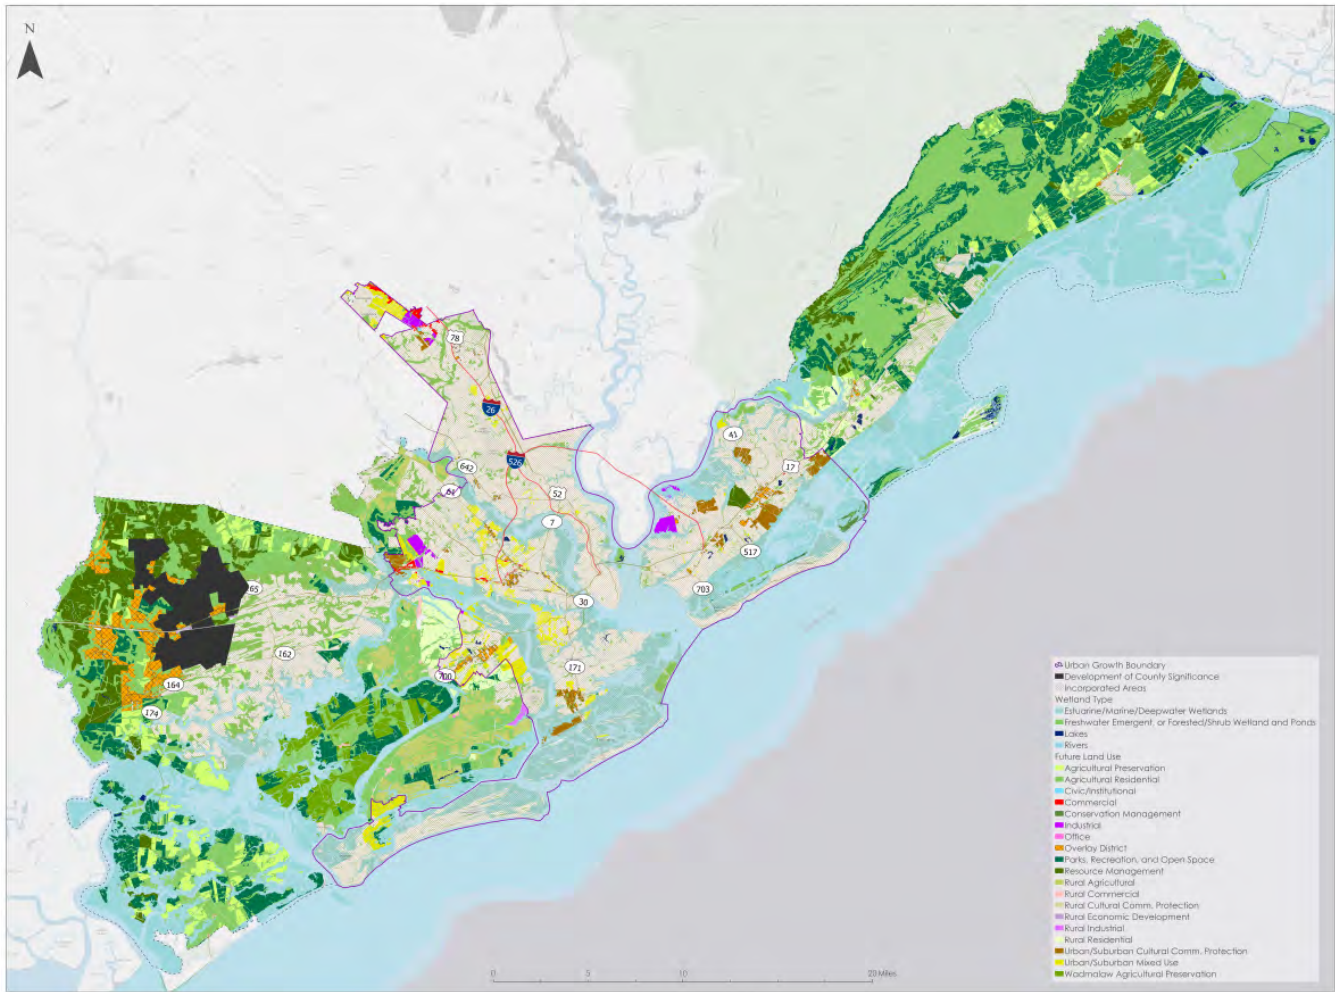 N
78
26
526
642
61
52
7
41
17
517
703
30
171
700
65
162
164
174
Urban Growth Boundary
Development of County Significance
Incorporated Areas
Wetland Type
Estuarine/Marine/Deepwater Wetlands
Freshwater Emergent, or Forested/Shrub Wetland and Ponds
Lakes
Rivers
Future Land Use
Agricultural Preservation
Agricultural Residential
Civic/Institutional
Commercial
Conservation Management
Industrial
Office
Overlay District
Parks, Recreation, and Open Space
Resource Management
Rural Agricultural
Rural Commercial
Rural Cultural Comm. Protection
Rural Economic Development
Rural Industrial
Rural Residential
Urban/Suburban Cultural Comm. Protection
Urban/Suburban Mixed Use
Wadmalaw Agricultural Preservation
0 5 10 20 Miles